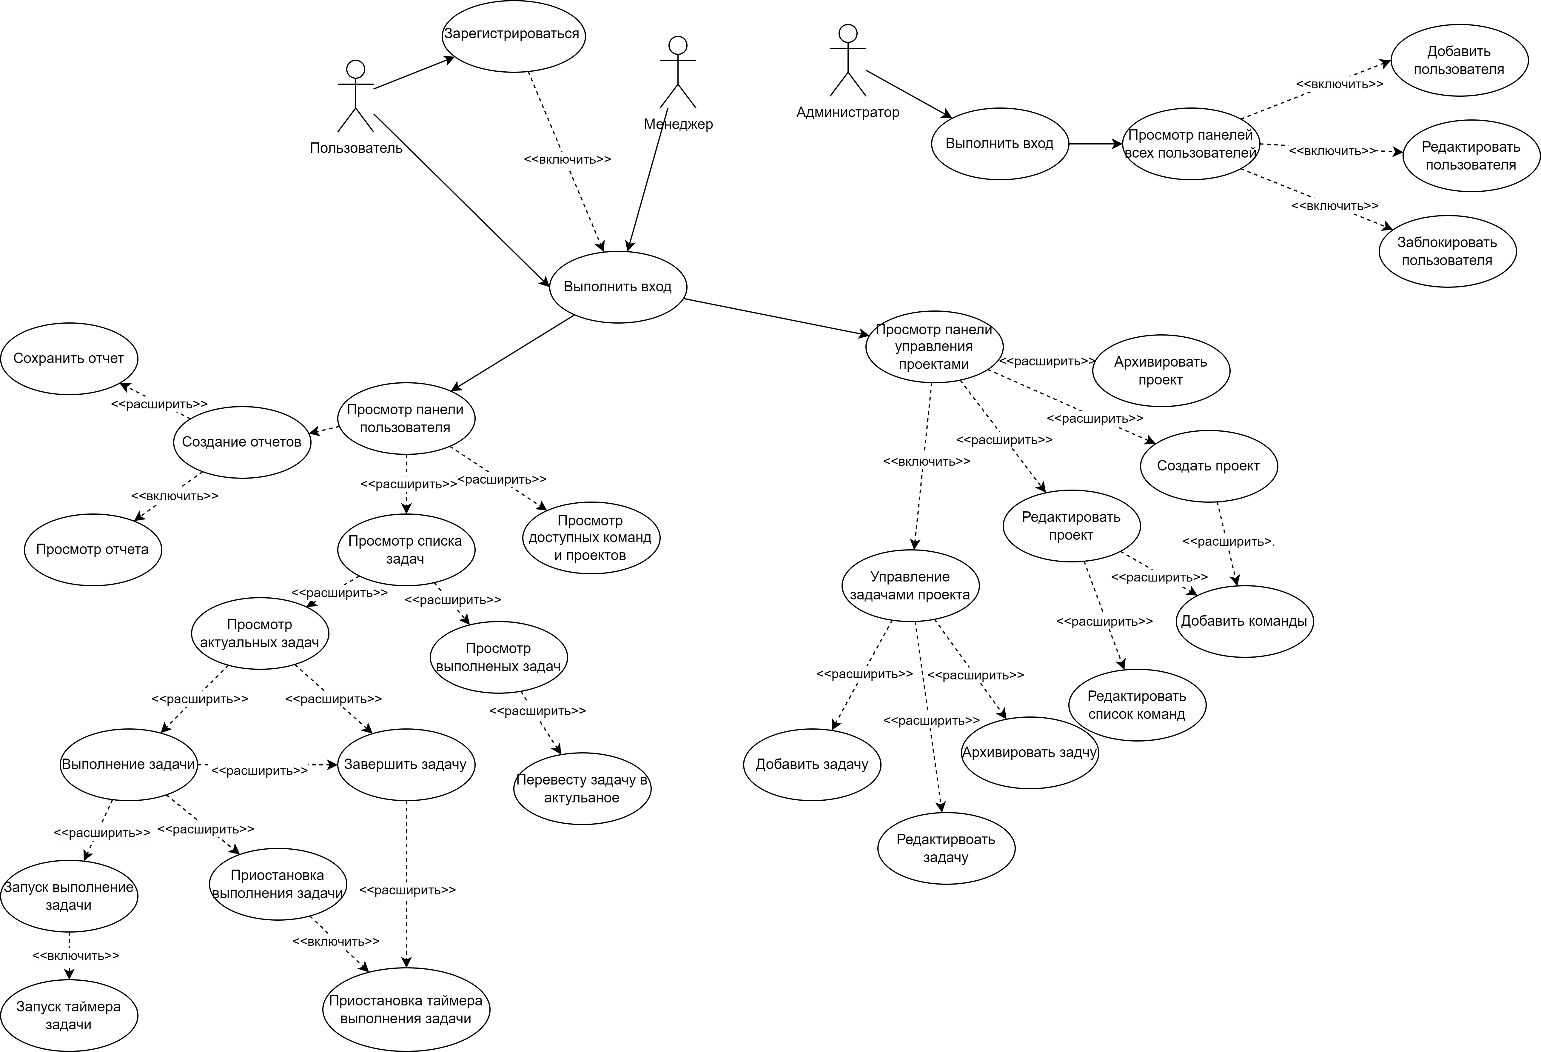 Зарегистрироваться
Пользователь
Менеджер
Администратор
<<включить>>
Выполнить вход
Выполнить вход
Просмотр панелей
всех пользователей
<<включить>>
Добавить
пользователя
<<включить>>
Редактировать
пользователя
<<включить>>
Заблокировать
пользователя
Сохранить отчет
<<расширить>>
Создание отчетов
<<включить>>
Просмотр отчета
Просмотр панели
пользователя
<<расширить>>
<<расширить>>
Просмотр списка
задач
Просмотр
доступных команд
и проектов
<<расширить>>
<<расширить>>
Просмотр
актуальных задач
Просмотр
выполненых задач
<<расширить>>
<<расширить>>
<<расширить>>
Выполнение задачи
<<расширить>>
Завершить задачу
Перевесту задачу в
актульаное
<<расширить>>
<<расширить>>
Запуск выполнение
задачи
Приостановка
выполнения задачи
<<расширить>>
<<включить>>
<<включить>>
Запуск таймера
задачи
Приостановка таймера
выполнения задачи
Просмотр панели
управления
проектами
<<расширить>>
Архивировать
проект
<<расширить>>
<<расширить>>
<<включить>>
Создать проект
Редактировать
проект
<<расширить>.
<<расширить>>
Управление
задачами проекта
<<расширить>>
Добавить команды
<<расширить>>
<<расширить>>
<<расширить>>
Редактировать
список команд
Добавить задачу
Архивировать задчу
Редактирвоать
задачу